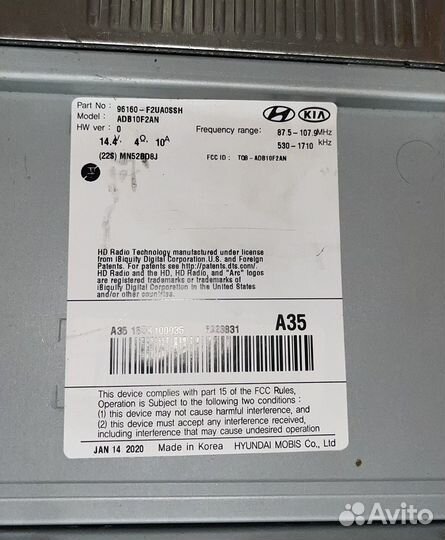 Part No : 96160-F2UA0SSH
Model : ADB10F2AN
HW ver : 0
14.4V. 4Ω. 10A
(22$) MN52BD8J
HYUNDAI KIA
Frequency range: 87.5-107.9MHz
530-1710 kHz
FCC ID : TQ8-ADB10F2AN
HD Radio Technology manufactured under license
from iBiquity Digital Corporation.U.S. and Foreign
Patents. For patents see http://patents.dts.com/.
HD Radio and the HD, HD Radio, and "Arc" logos
are registered trademarks or trademarks of
iBiquity Digital Corporation in the United States
and/or other countries.
A35 A35
This device complies with part 15 of the FCC Rules,
Operation is Subject to the following two conditions :
(1) this device may not cause harmful interference, and
(2) this device must accept any interference received,
including interference that may cause undesired operation
JAN 14 2020 Made in Korea HYUNDAI MOBIS Co., Ltd
Avito